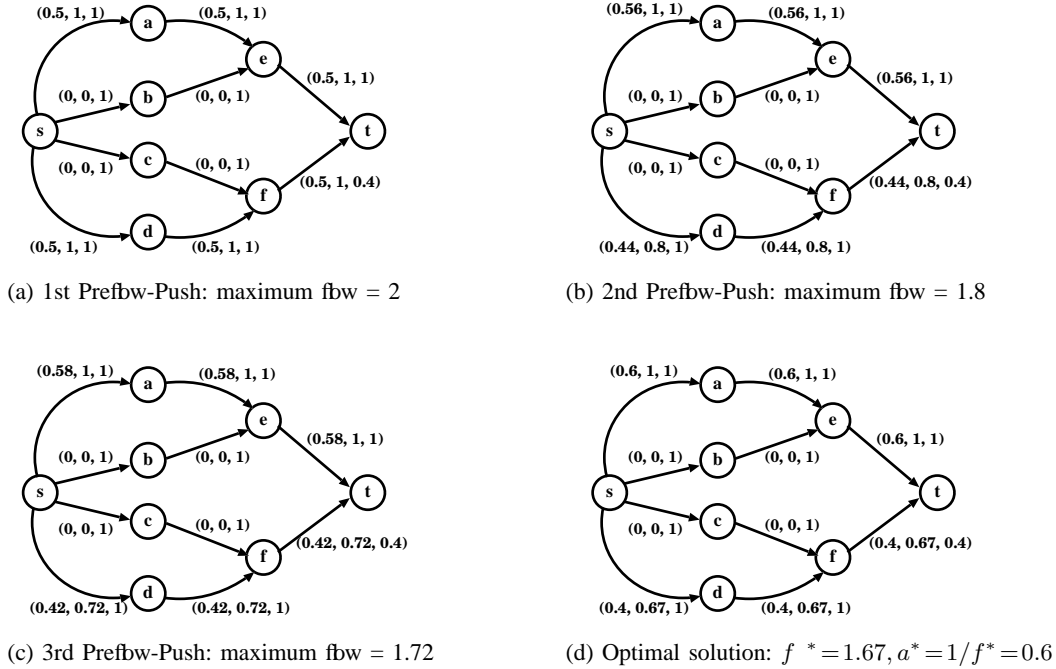 (0.5, 1, 1)
a
(0.5, 1, 1)
e
(0, 0, 1)
b
(0, 0, 1)
(0.5, 1, 1)
s
t
(0, 0, 1)
c
(0, 0, 1)
(0.5, 1, 0.4)
f
d
(0.5, 1, 1)
(0.5, 1, 1)
(a) 1st Prefbw-Push: maximum fbw = 2
(0.56, 1, 1)
a
(0.56, 1, 1)
e
(0, 0, 1)
b
(0, 0, 1)
(0.56, 1, 1)
s
t
(0, 0, 1)
c
(0, 0, 1)
(0.44, 0.8, 0.4)
f
d
(0.44, 0.8, 1)
(0.44, 0.8, 1)
(b) 2nd Prefbw-Push: maximum fbw = 1.8
(0.58, 1, 1)
a
(0.58, 1, 1)
e
(0, 0, 1)
b
(0, 0, 1)
(0.58, 1, 1)
s
t
(0, 0, 1)
c
(0, 0, 1)
(0.42, 0.72, 0.4)
f
d
(0.42, 0.72, 1)
(0.42, 0.72, 1)
(c) 3rd Prefbw-Push: maximum fbw = 1.72
(0.6, 1, 1)
a
(0.6, 1, 1)
e
(0, 0, 1)
b
(0, 0, 1)
(0.6, 1, 1)
s
t
(0, 0, 1)
c
(0, 0, 1)
(0.4, 0.67, 0.4)
f
d
(0.4, 0.67, 1)
(0.4, 0.67, 1)
(d) Optimal solution: f * = 1.67, a* = 1/f* = 0.6